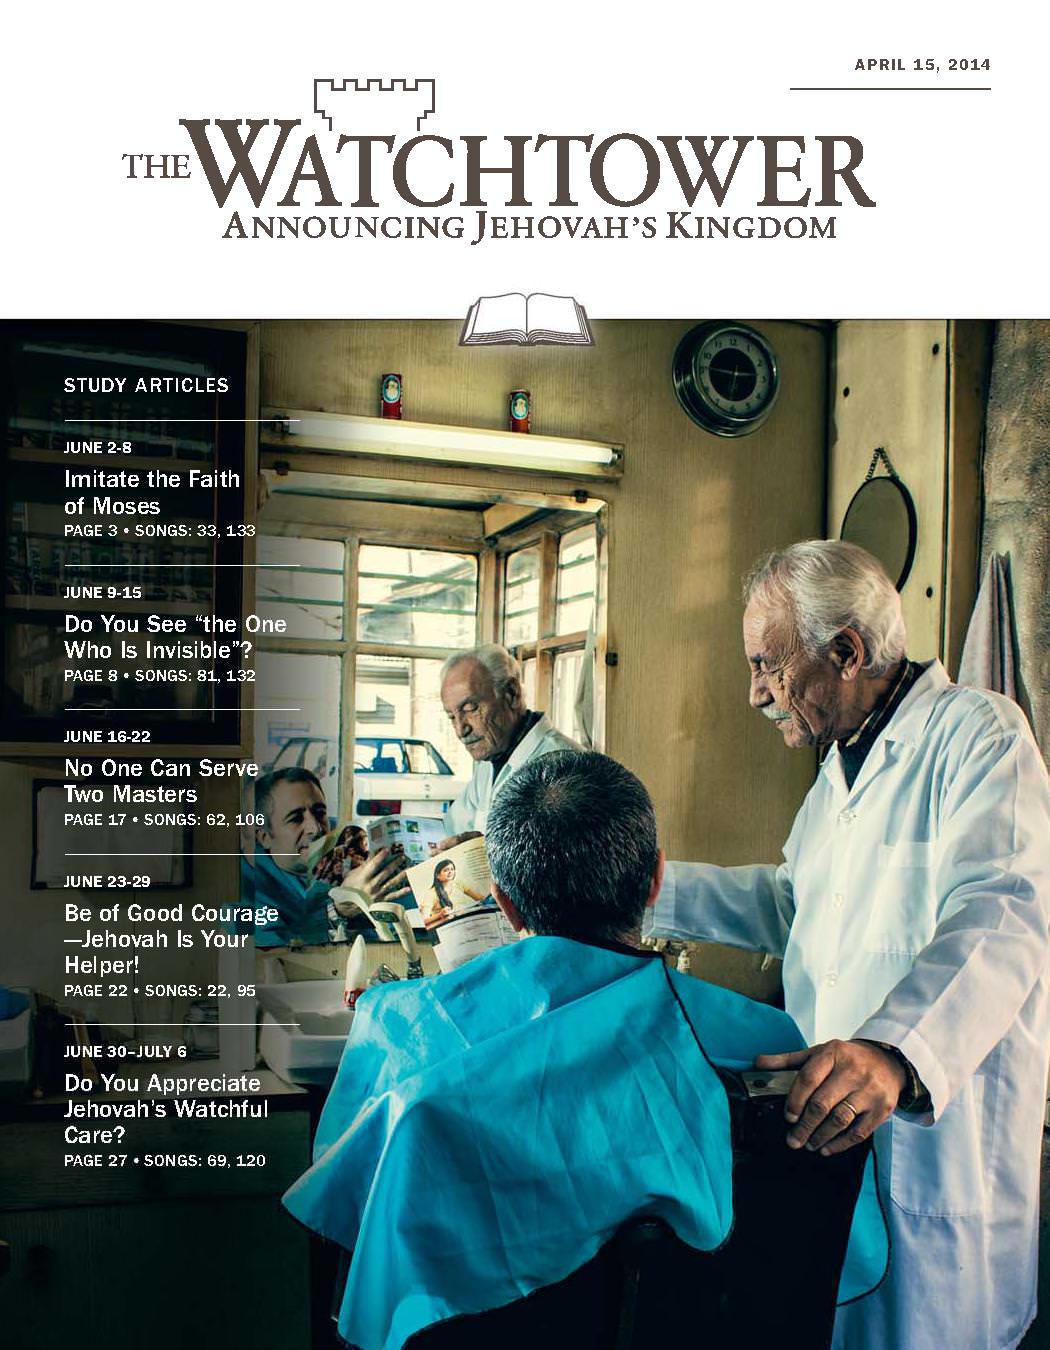 APRIL 15, 2014
THE WATCHTOWER
ANNOUNCING JEHOVAH'S KINGDOM
STUDY ARTICLES
JUNE 2-8
Imitate the Faith
of Moses
PAGE 3 • SONGS: 33, 133
JUNE 9-15
Do You See “the One
Who Is Invisible”?
PAGE 8 • SONGS: 81, 132
JUNE 16-22
No One Can Serve
Two Masters
PAGE 17 • SONGS: 62, 106
JUNE 23-29
Be of Good Courage
—Jehovah Is Your
Helper!
PAGE 22 • SONGS: 22, 95
JUNE 30–JULY 6
Do You Appreciate
Jehovah’s Watchful
Care?
PAGE 27 • SONGS: 69, 120